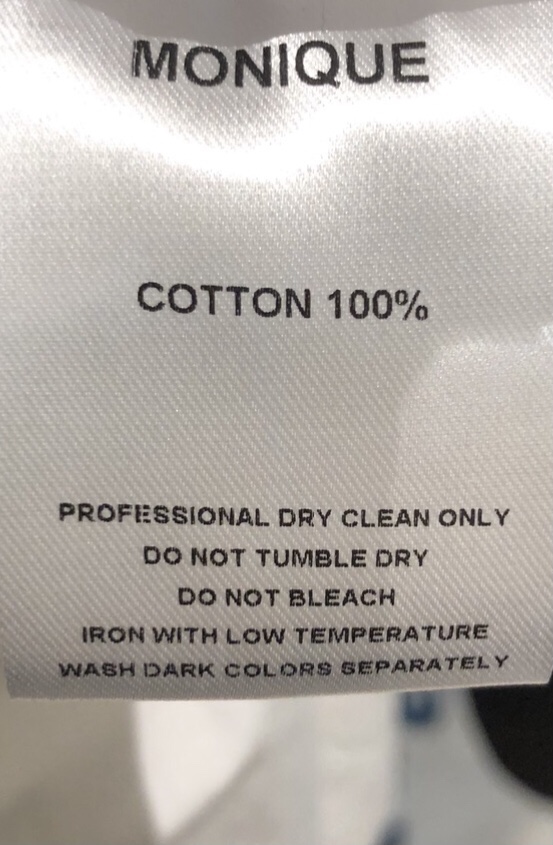 MONIQUE
COTTON 100%
PROFESSIONAL DRY CLEAN ONLY
DO NOT TUMBLE DRY
DO NOT BLEACH
IRON WITH LOW TEMPERATURE
WASH DARK COLORS SEPARATELY